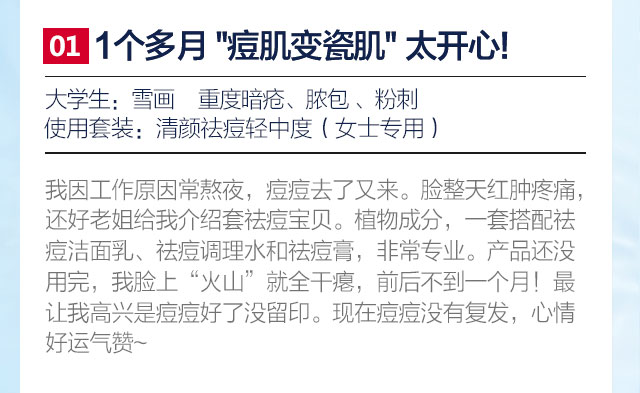 01 1个多月 "痘肌变瓷肌" 太开心!
大学生：雪画 重度暗疮、脓包 、粉刺
使用套装：清颜祛痘轻中度（女士专用）
我因工作原因常熬夜，痘痘去了又来。脸整天红肿疼痛，
还好老姐给我介绍套祛痘宝贝。植物成分，一套搭配祛
痘洁面乳、祛痘调理水和祛痘膏，非常专业。产品还没
用完，我脸上“火山”就全干瘪，前后不到一个月！最
让我高兴是痘痘好了没留印。现在痘痘没有复发，心情
好运气赞~